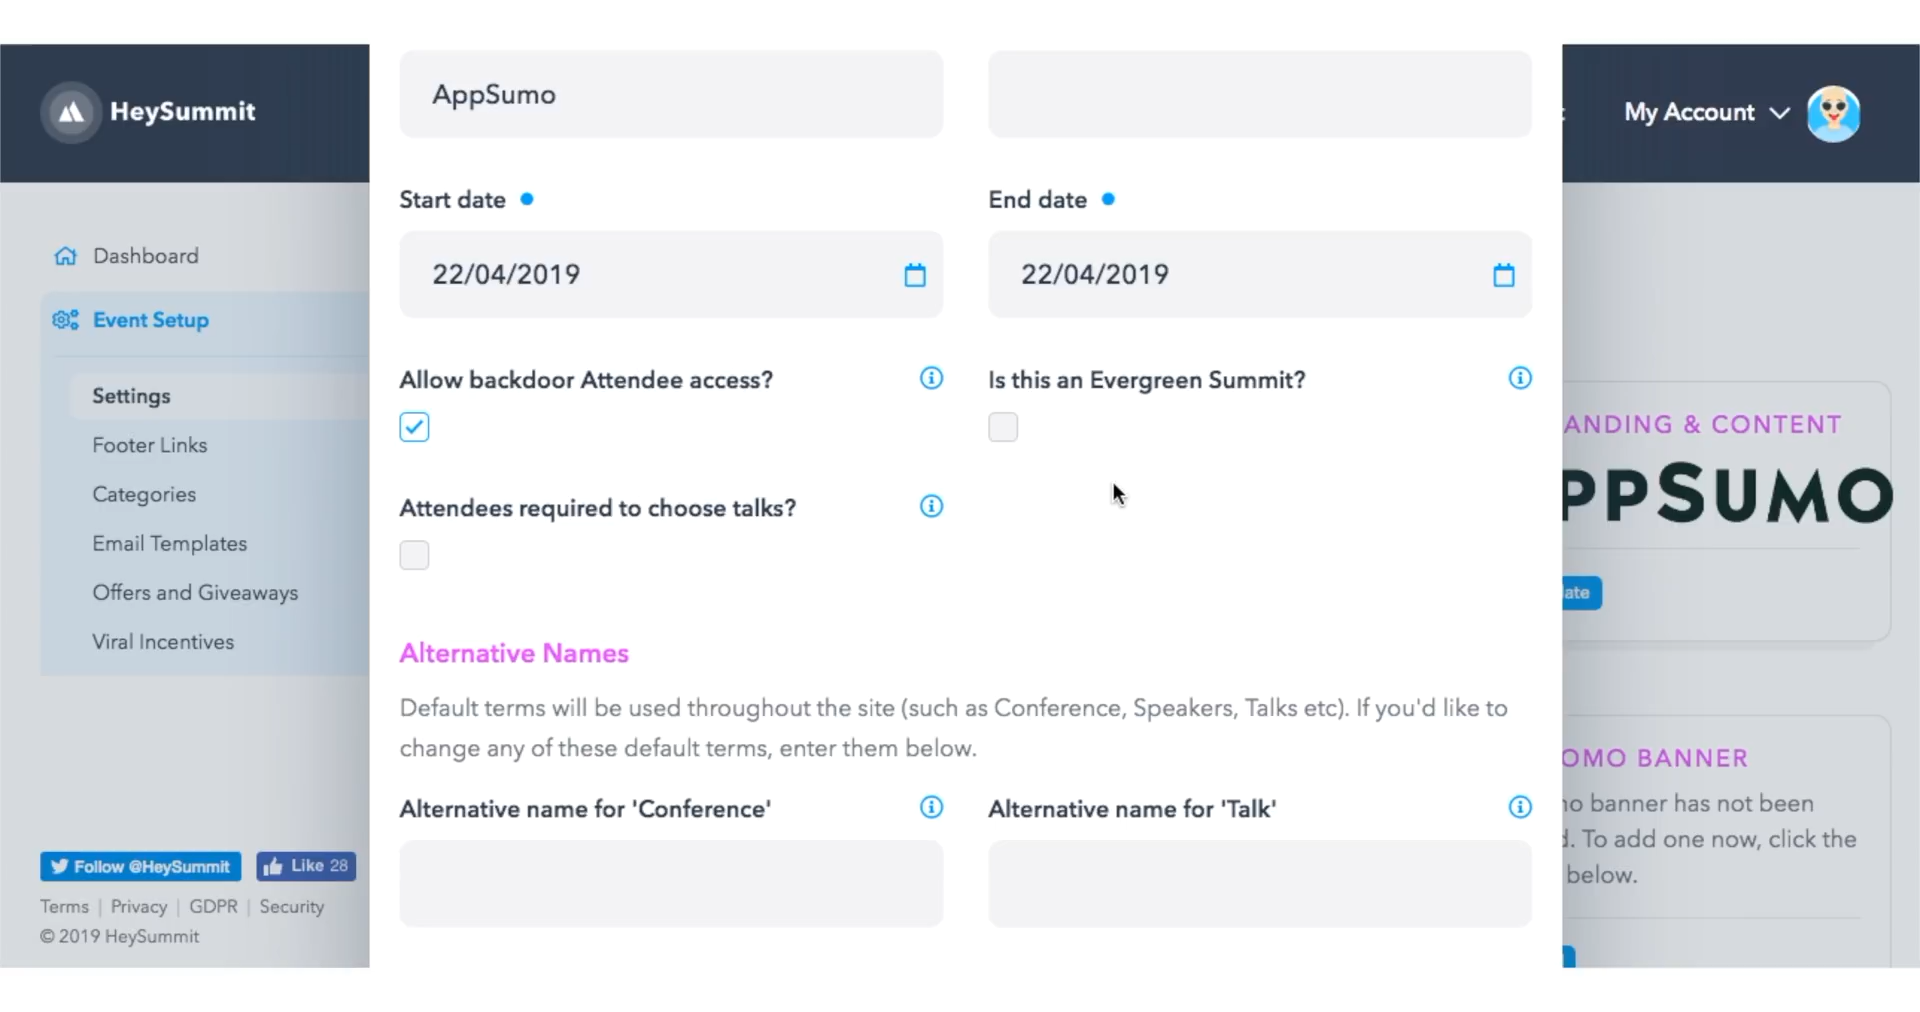 HeySummit
My Account
Dashboard
Event Setup
Settings
Footer Links
Categories
Email Templates
Offers and Giveaways
Viral Incentives
Follow @HeySummit
Like 28
Terms | Privacy | GDPR | Security
© 2019 HeySummit
AppSumo
Start date
End date
22/04/2019
22/04/2019
Allow backdoor Attendee access?
Is this an Evergreen Summit?
Attendees required to choose talks?
Alternative Names
Default terms will be used throughout the site (such as Conference, Speakers, Talks etc). If you'd like to
change any of these default terms, enter them below.
Alternative name for 'Conference'
Alternative name for 'Talk'
ANDING & CONTENT
PPSUMO
ate
OMO BANNER
banner has not been
To add one now, click the
below.